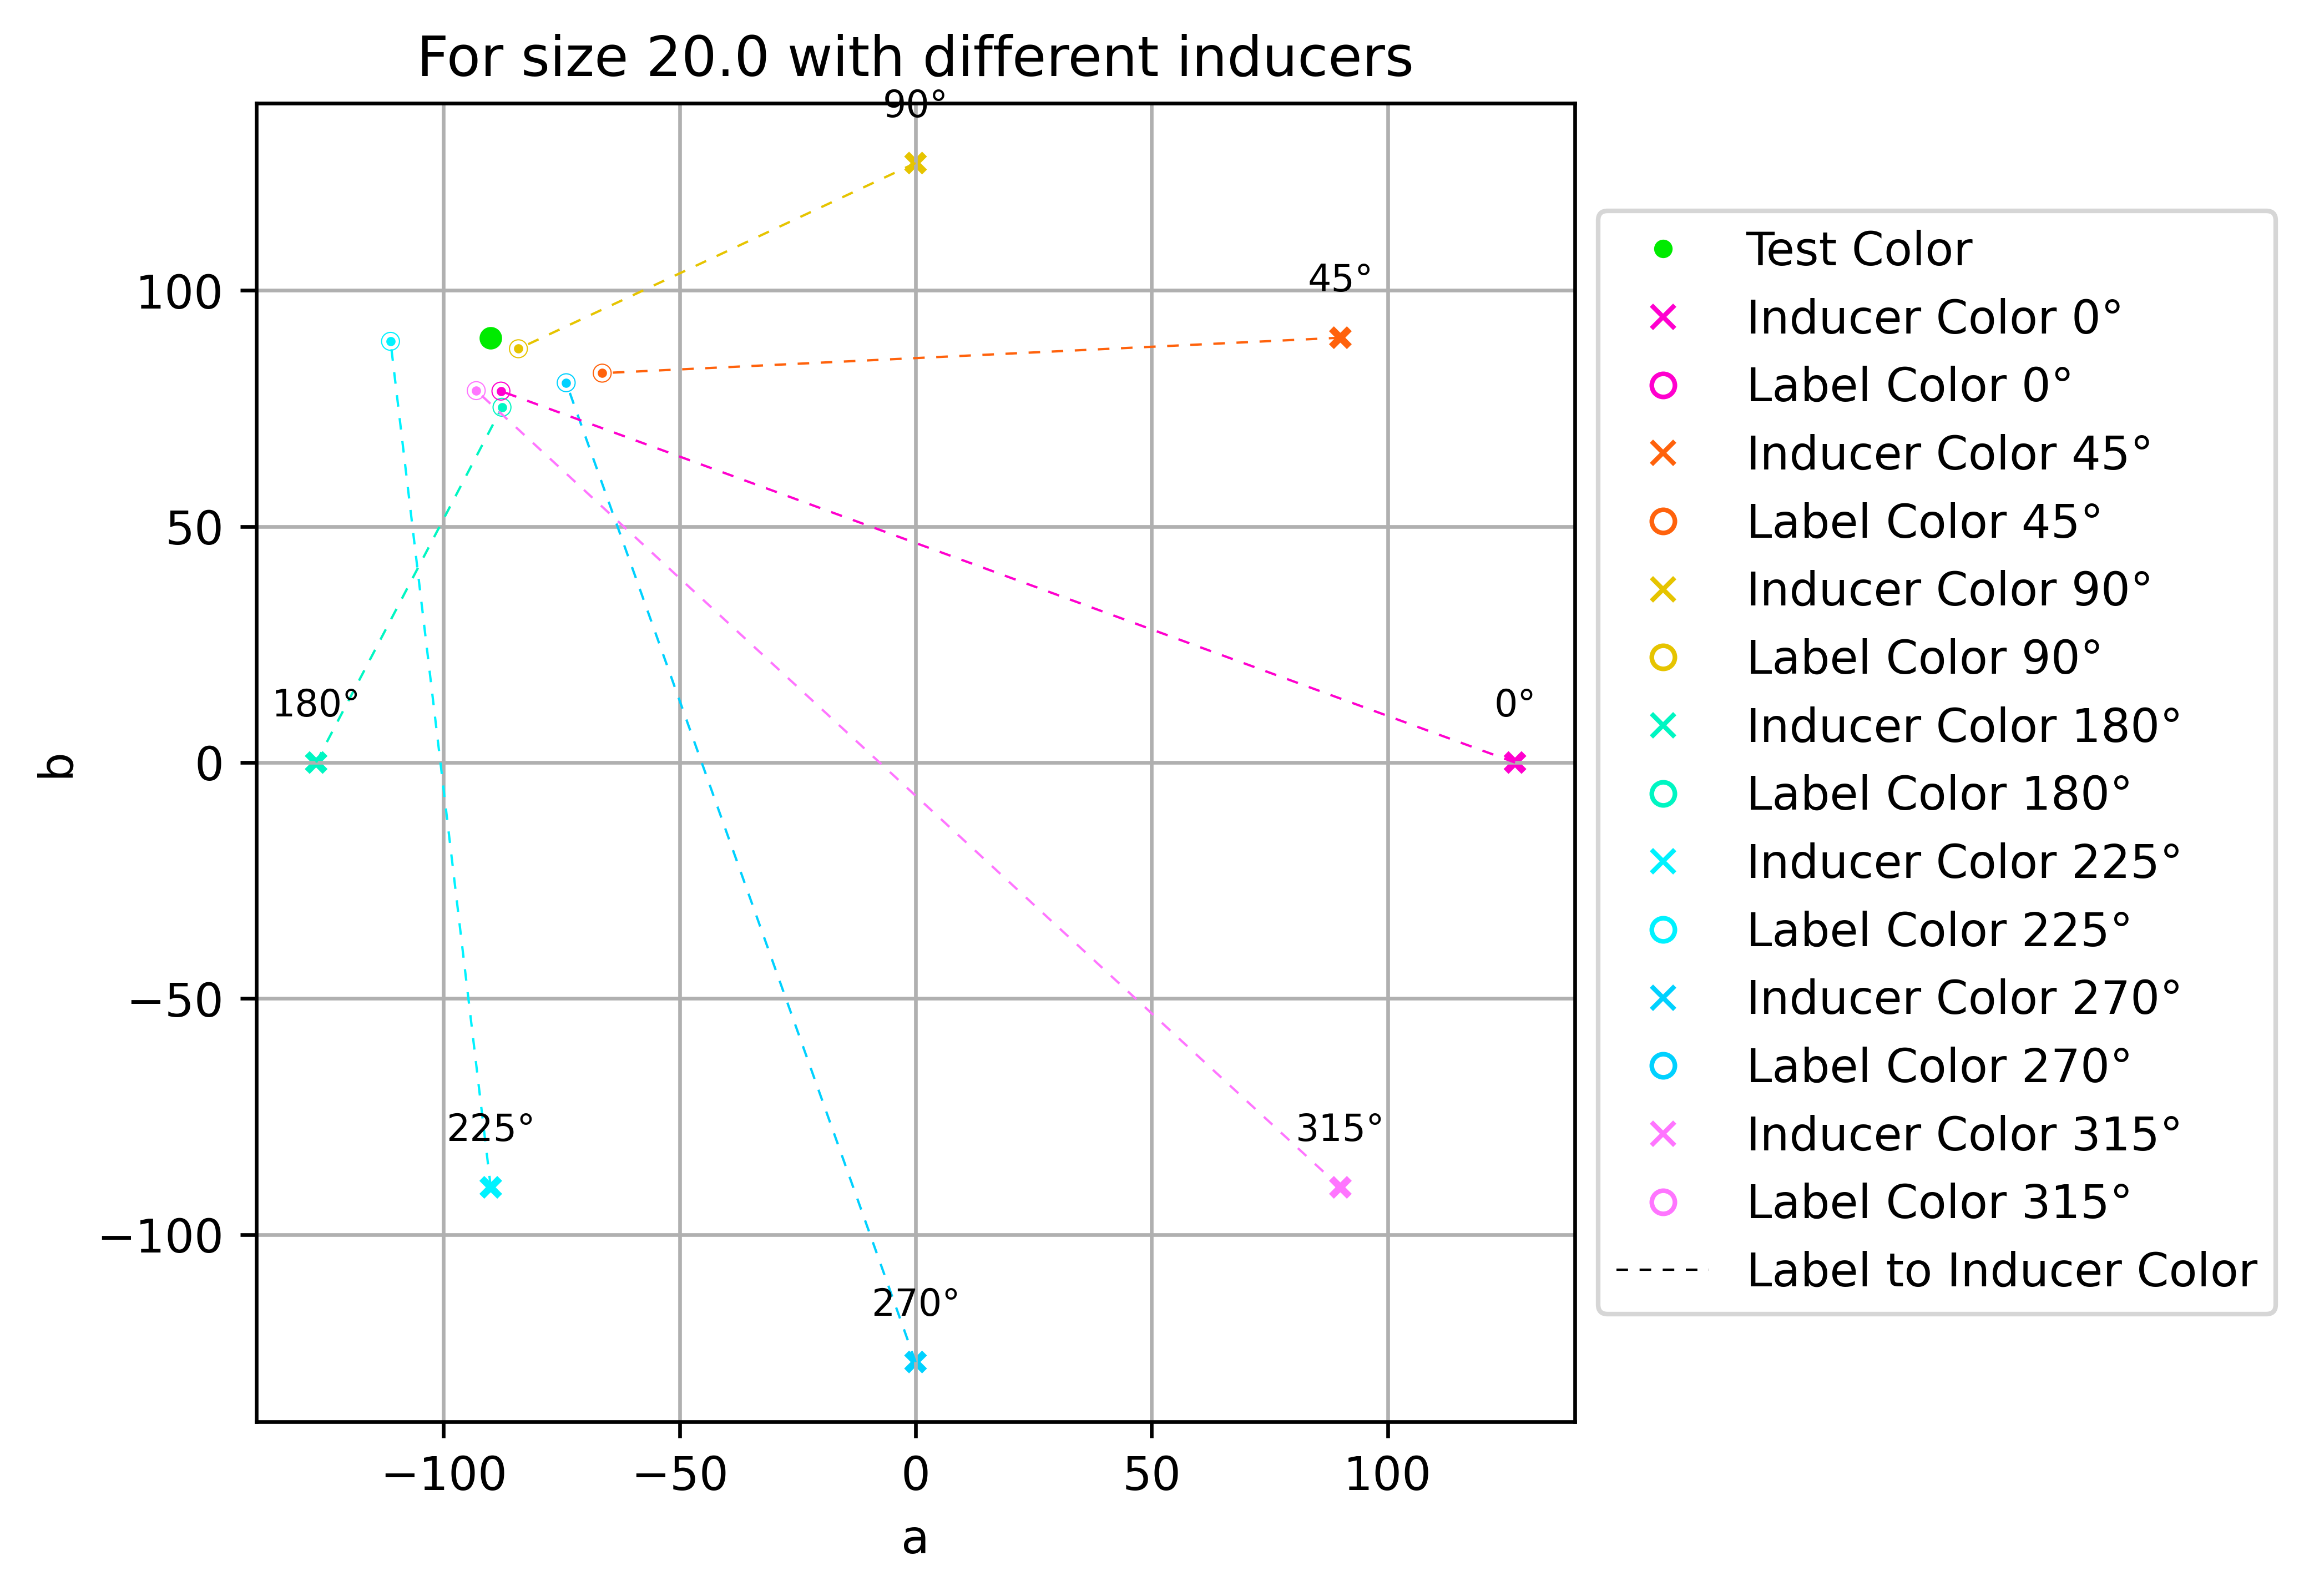 For size 20.0 with different inducers
90°
45°
180°
0°
225°
315°
270°
100
50
0
−50
−100
b
−100
−50
0
50
100
a
Test Color
Inducer Color 0°
Label Color 0°
Inducer Color 45°
Label Color 45°
Inducer Color 90°
Label Color 90°
Inducer Color 180°
Label Color 180°
Inducer Color 225°
Label Color 225°
Inducer Color 270°
Label Color 270°
Inducer Color 315°
Label Color 315°
Label to Inducer Color